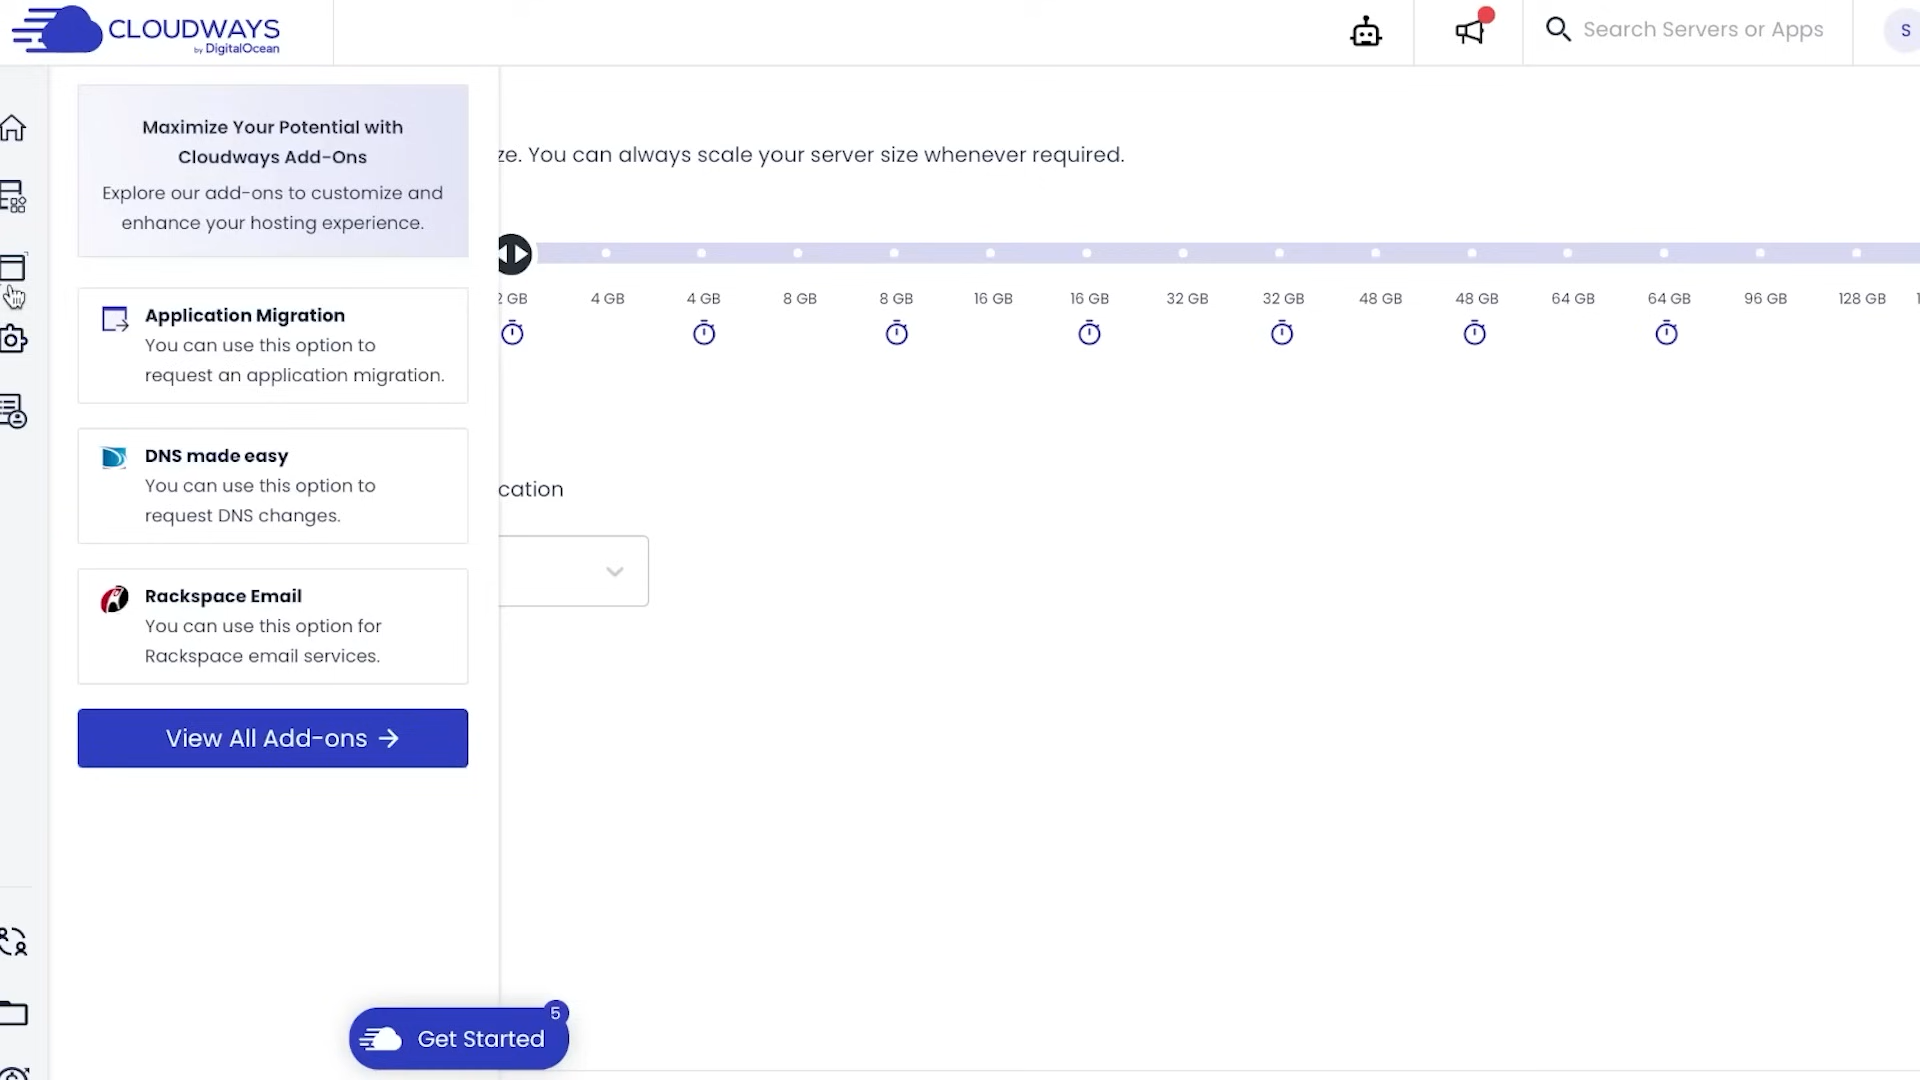 CLOUDWAYS
by DigitalOcean
Search Servers or Apps
S
Maximize Your Potential with
Cloudways Add-Ons
Explore our add-ons to customize and
enhance your hosting experience.
ze. You can always scale your server size whenever required.
2 GB 4 GB 4 GB 8 GB 8 GB 16 GB 16 GB 32 GB 32 GB 48 GB 48 GB 64 GB 64 GB 96 GB 128 GB
Application Migration
You can use this option to
request an application migration.
DNS made easy
You can use this option to
request DNS changes.
cation
Rackspace Email
You can use this option for
Rackspace email services.
View All Add-ons
5
Get Started